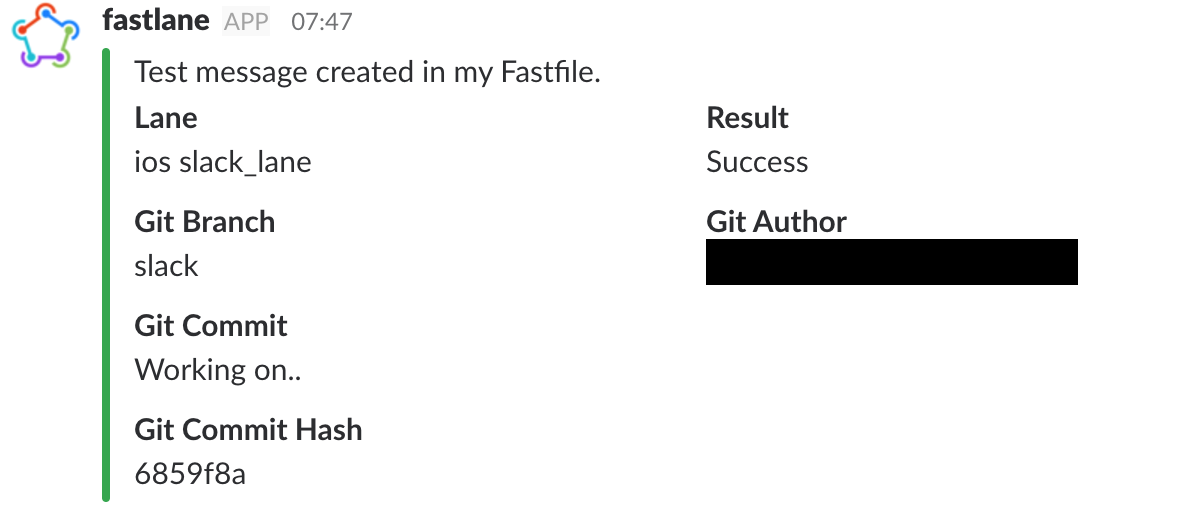 fastlane APP 07:47
Test message created in my Fastfile.
Lane
ios slack_lane
Result
Success
Git Branch
slack
Git Author
Git Commit
Working on..
Git Commit Hash
6859f8a